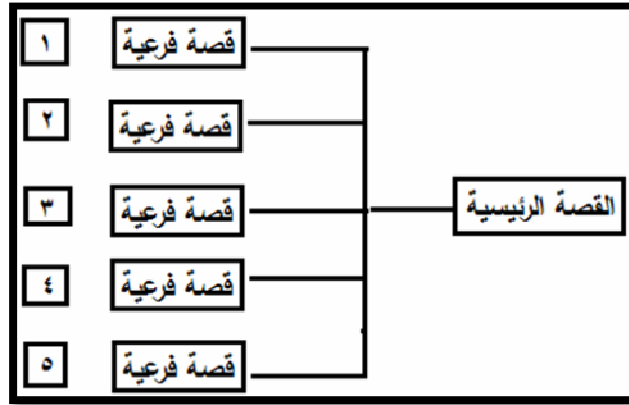 القصة الرئيسية
قصة فرعية ١
قصة فرعية ٢
قصة فرعية ٣
قصة فرعية ٤
قصة فرعية ٥